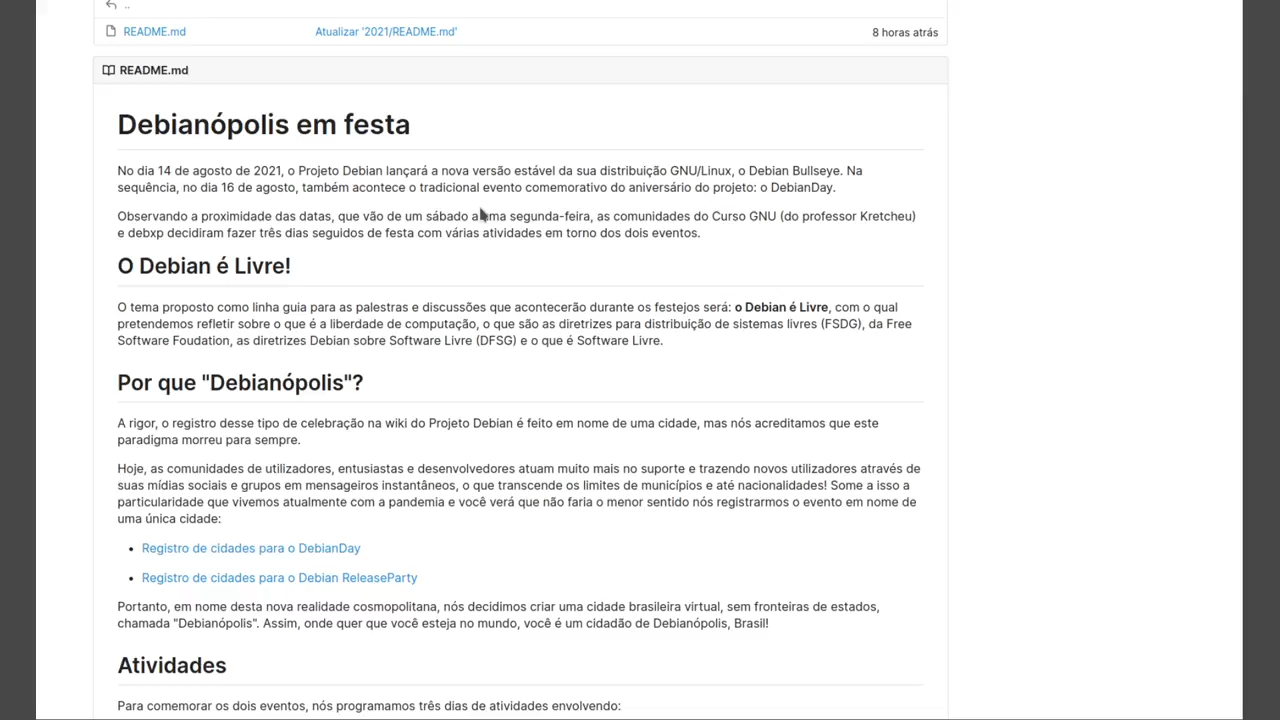 ..
README.md Atualizar '2021/README.md' 8 horas atrás
README.md
Debianópolis em festa
No dia 14 de agosto de 2021, o Projeto Debian lançará a nova versão estável da sua distribuição GNU/Linux, o Debian Bullseye. Na
sequência, no dia 16 de agosto, também acontece o tradicional evento comemorativo do aniversário do projeto: o DebianDay.
Observando a proximidade das datas, que vão de um sábado a uma segunda-feira, as comunidades do Curso GNU (do professor Kretcheu)
e debxp decidiram fazer três dias seguidos de festa com várias atividades em torno dos dois eventos.
O Debian é Livre!
O tema proposto como linha guia para as palestras e discussões que acontecerão durante os festejos será: o Debian é Livre, com o qual
pretendemos refletir sobre o que é a liberdade de computação, o que são as diretrizes para distribuição de sistemas livres (FSDG), da Free
Software Foudation, as diretrizes Debian sobre Software Livre (DFSG) e o que é Software Livre.
Por que "Debianópolis"?
A rigor, o registro desse tipo de celebração na wiki do Projeto Debian é feito em nome de uma cidade, mas nós acreditamos que este
paradigma morreu para sempre.
Hoje, as comunidades de utilizadores, entusiastas e desenvolvedores atuam muito mais no suporte e trazendo novos utilizadores através de
suas mídias sociais e grupos em mensageiros instantâneos, o que transcende os limites de municípios e até nacionalidades! Some a isso a
particularidade que vivemos atualmente com a pandemia e você verá que não faria o menor sentido nós registrarmos o evento em nome de
uma única cidade:
• Registro de cidades para o DebianDay
• Registro de cidades para o Debian ReleaseParty
Portanto, em nome desta nova realidade cosmopolitana, nós decidimos criar uma cidade brasileira virtual, sem fronteiras de estados,
chamada "Debianópolis". Assim, onde quer que você esteja no mundo, você é um cidadão de Debianópolis, Brasil!
Atividades
Para comemorar os dois eventos, nós programamos três dias de atividades envolvendo: